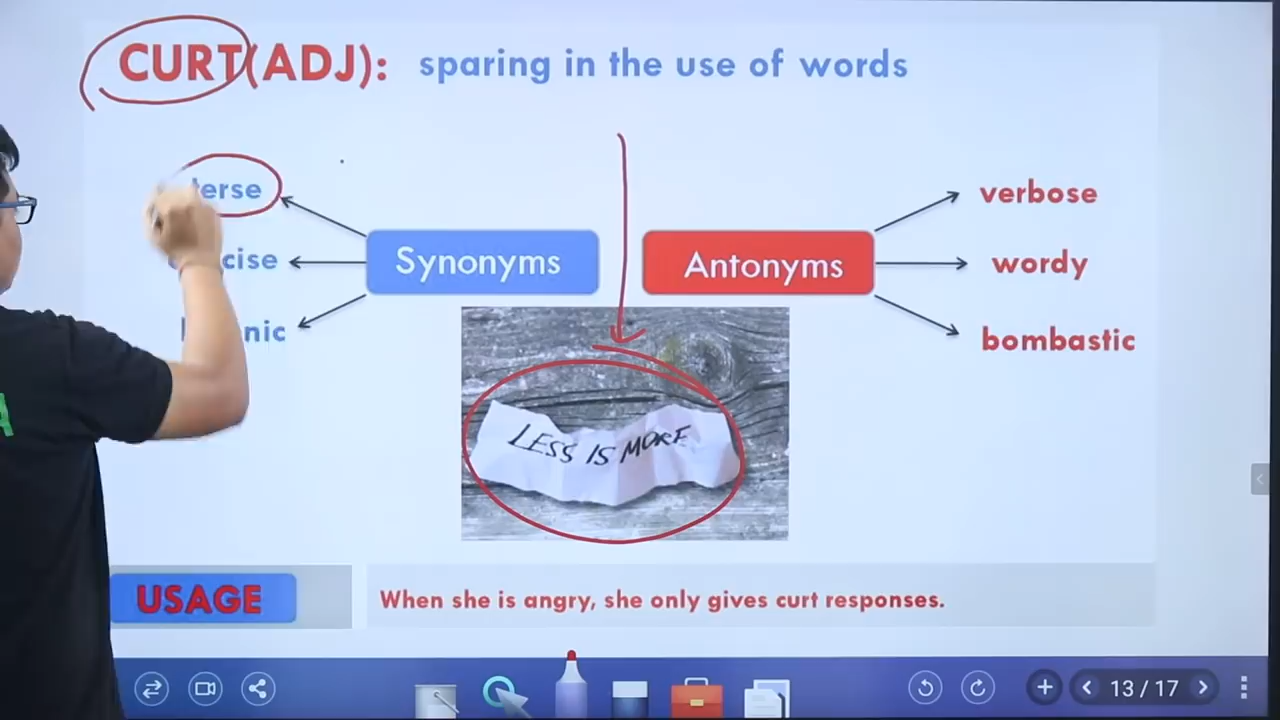 CURT(ADJ): sparing in the use of words
terse
Synonyms
Antonyms
verbose
wordy
bombastic
LESS IS MORE
USAGE
When she is angry, she only gives curt responses.
13 / 17